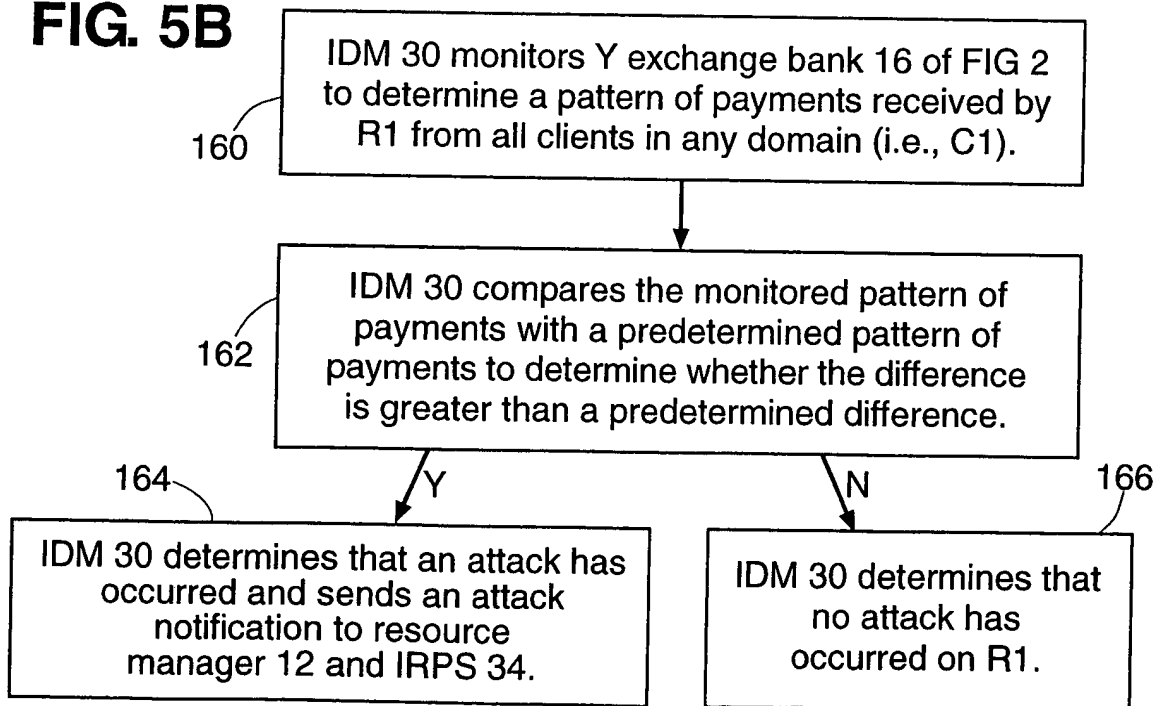 FIG. 5B
IDM 30 monitors Y exchange bank 16 of FIG 2
to determine a pattern of payments received by
R1 from all clients in any domain (i.e., C1).
160
IDM 30 compares the monitored pattern of
payments with a predetermined pattern of
payments to determine whether the difference
is greater than a predetermined difference.
162
Y
N
164
166
IDM 30 determines that an attack has
occurred and sends an attack
notification to resource
manager 12 and IRPS 34.
IDM 30 determines that
no attack has
occurred on R1.